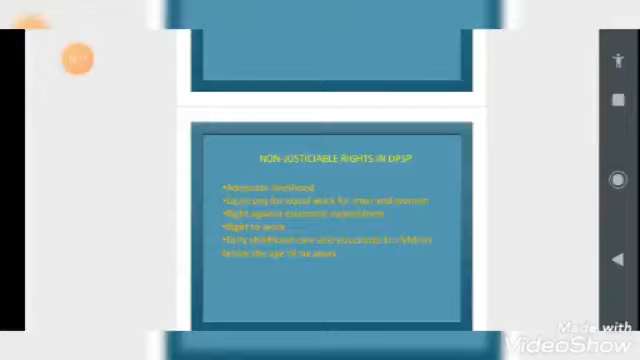 NON-JUSTICIABLE RIGHTS IN DPSP
•Adequate livelihood
•Equal pay for equal work for men and women
•Right against economic exploitation
•Right to work
•Early childhood care and education to children
below the age of six years
Made with
VideoShow